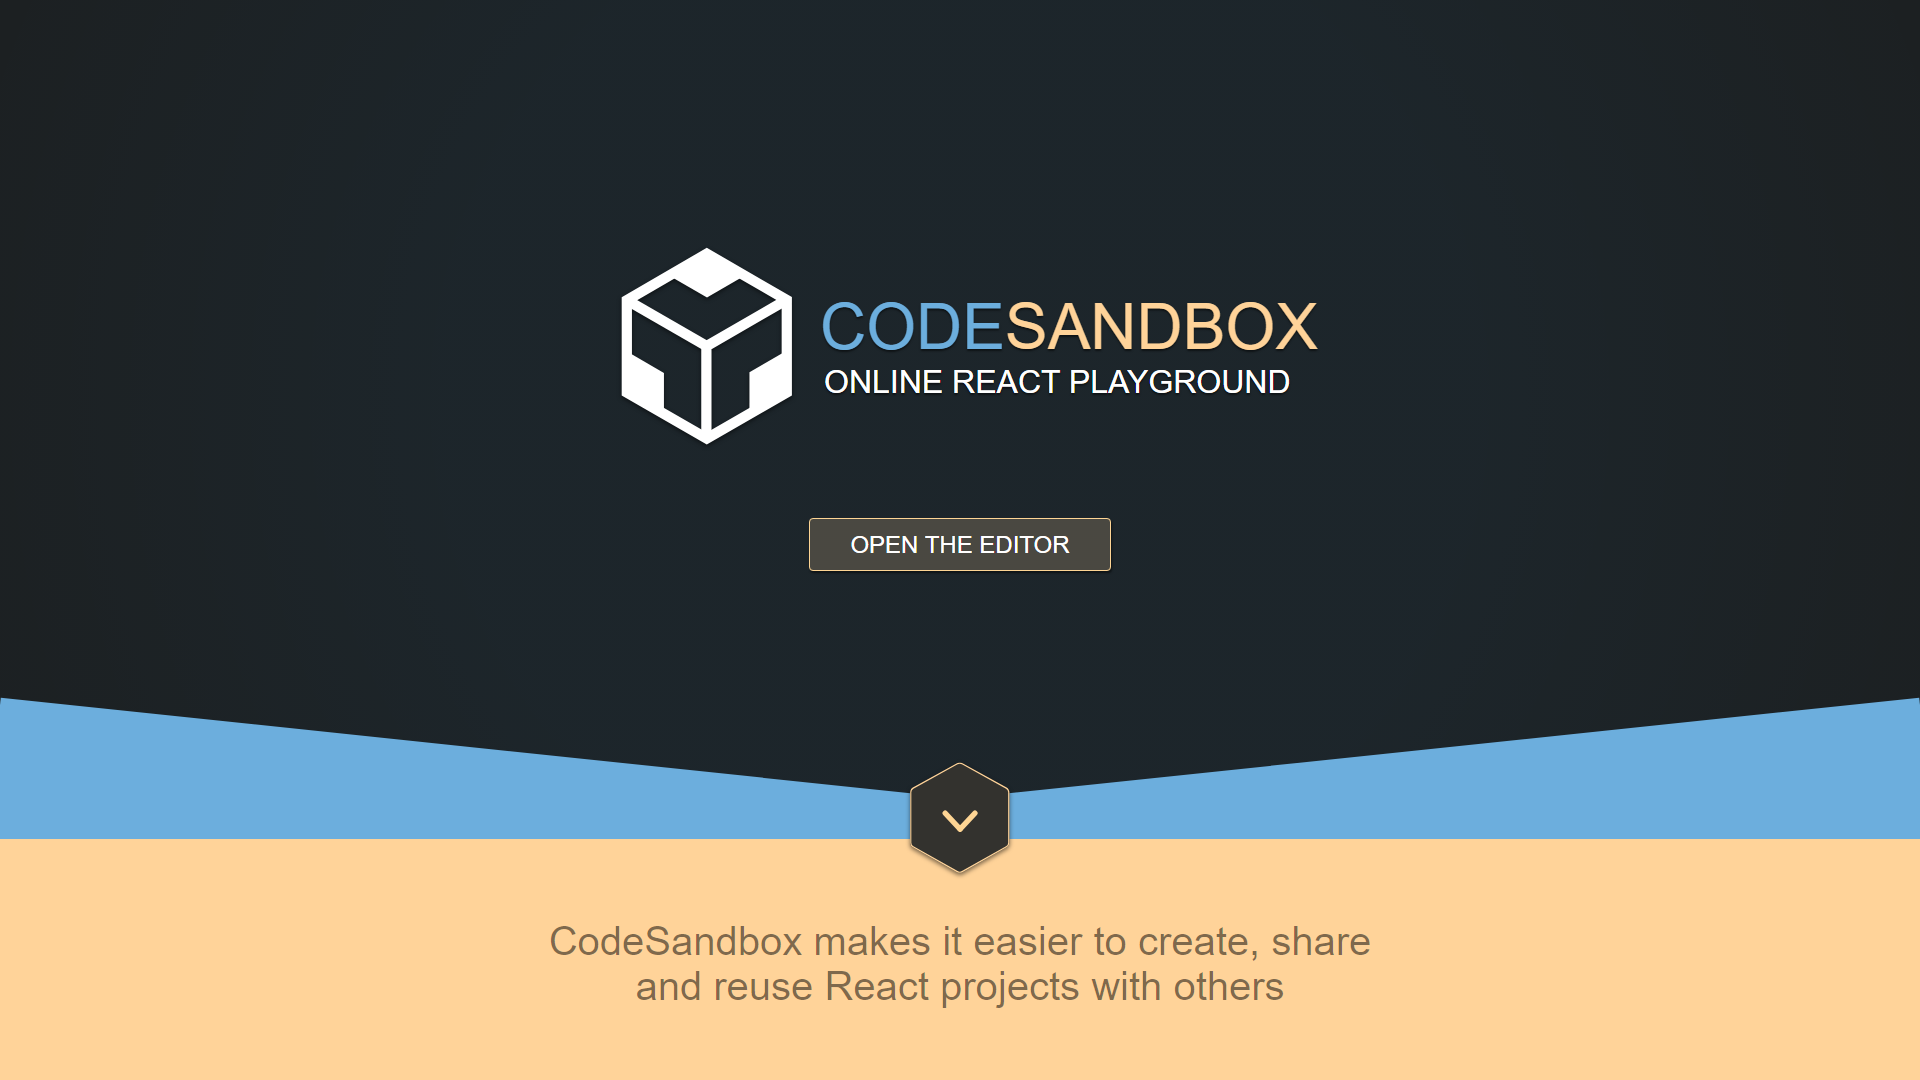 CODESANDBOX
ONLINE REACT PLAYGROUND
OPEN THE EDITOR
CodeSandbox makes it easier to create, share
and reuse React projects with others